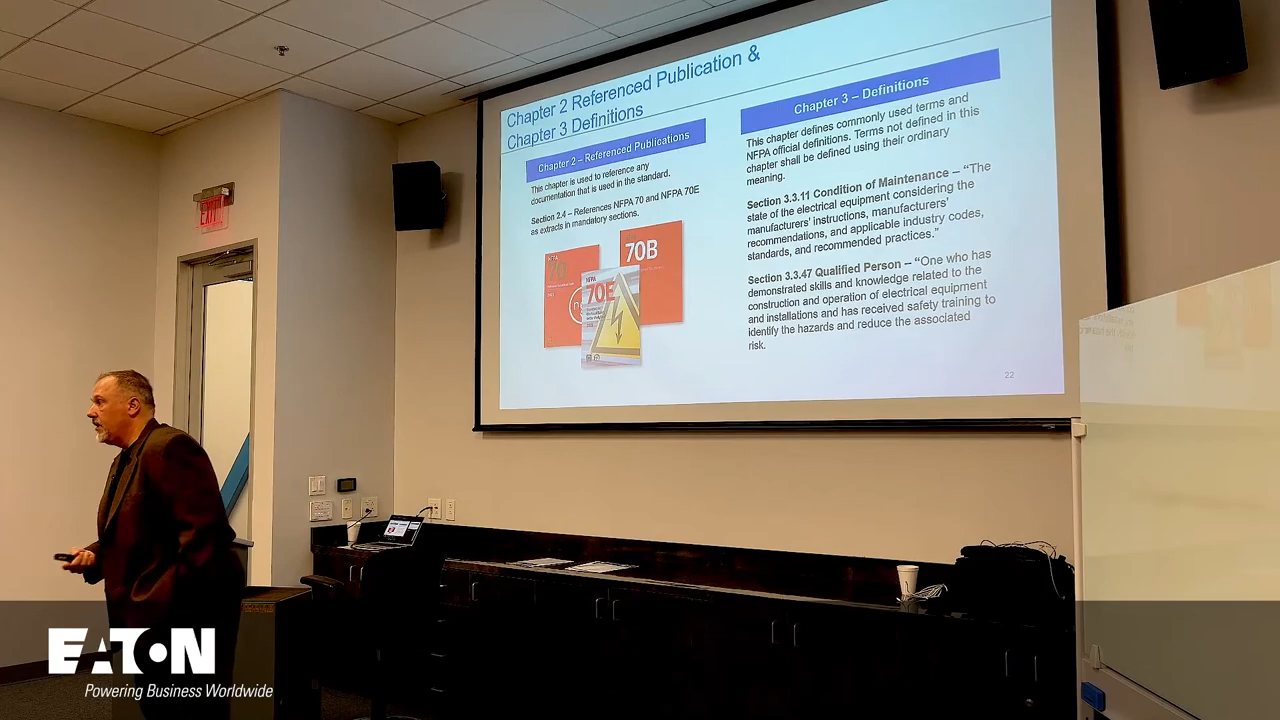 Chapter 2 Referenced Publication &
Chapter 3 Definitions
Chapter 2 – Referenced Publications
This chapter is used to reference any
documentation that is used in the standard.
Section 2.4 – References NFPA 70 and NFPA 70E
as extracts in mandatory sections.
NFPA
70
70B
NFPA
70E
Chapter 3 – Definitions
This chapter defines commonly used terms and
NFPA official definitions. Terms not defined in this
chapter shall be defined using their ordinary
meaning.
Section 3.3.11 Condition of Maintenance – “The
state of the electrical equipment considering the
manufacturers’ instructions, manufacturers’
recommendations, and applicable industry codes,
standards, and recommended practices.”
Section 3.3.47 Qualified Person – “One who has
demonstrated skills and knowledge related to the
construction and operation of electrical equipment
and installations and has received safety training to
identify the hazards and reduce the associated
risk.
22
EXIT
EATON
Powering Business Worldwide